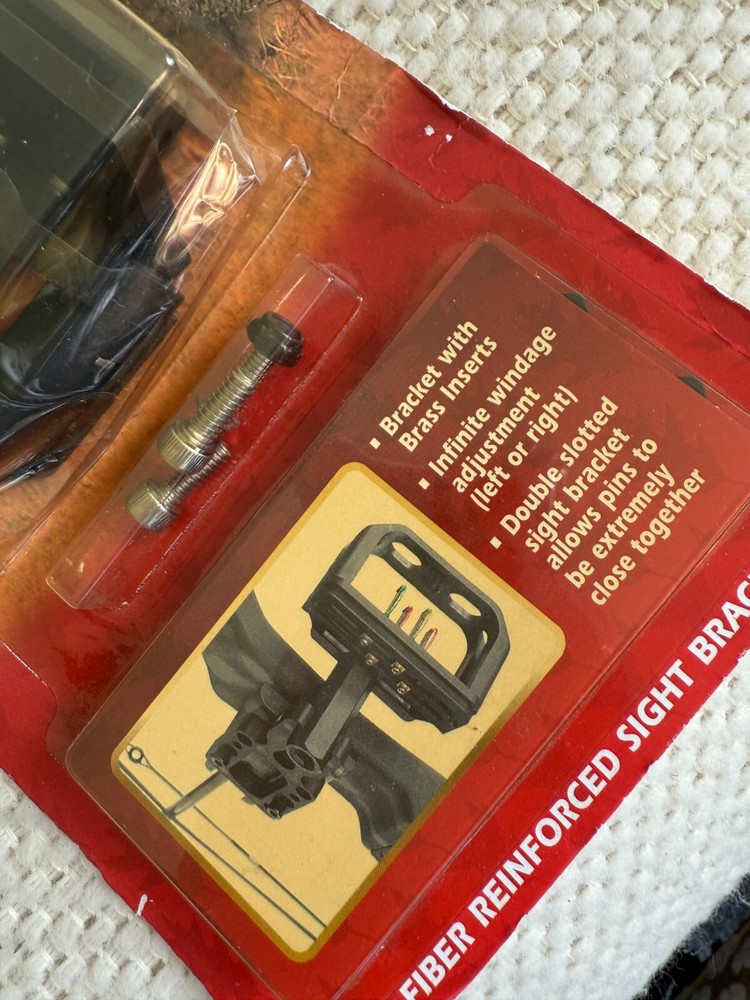 ▪ Bracket with
Brass Inserts
▪ Infinite windage
adjustment
(left or right)
▪ Double slotted
sight bracket
allows pins to
be extremely
close together
FIBER REINFORCED SIGHT BRAC